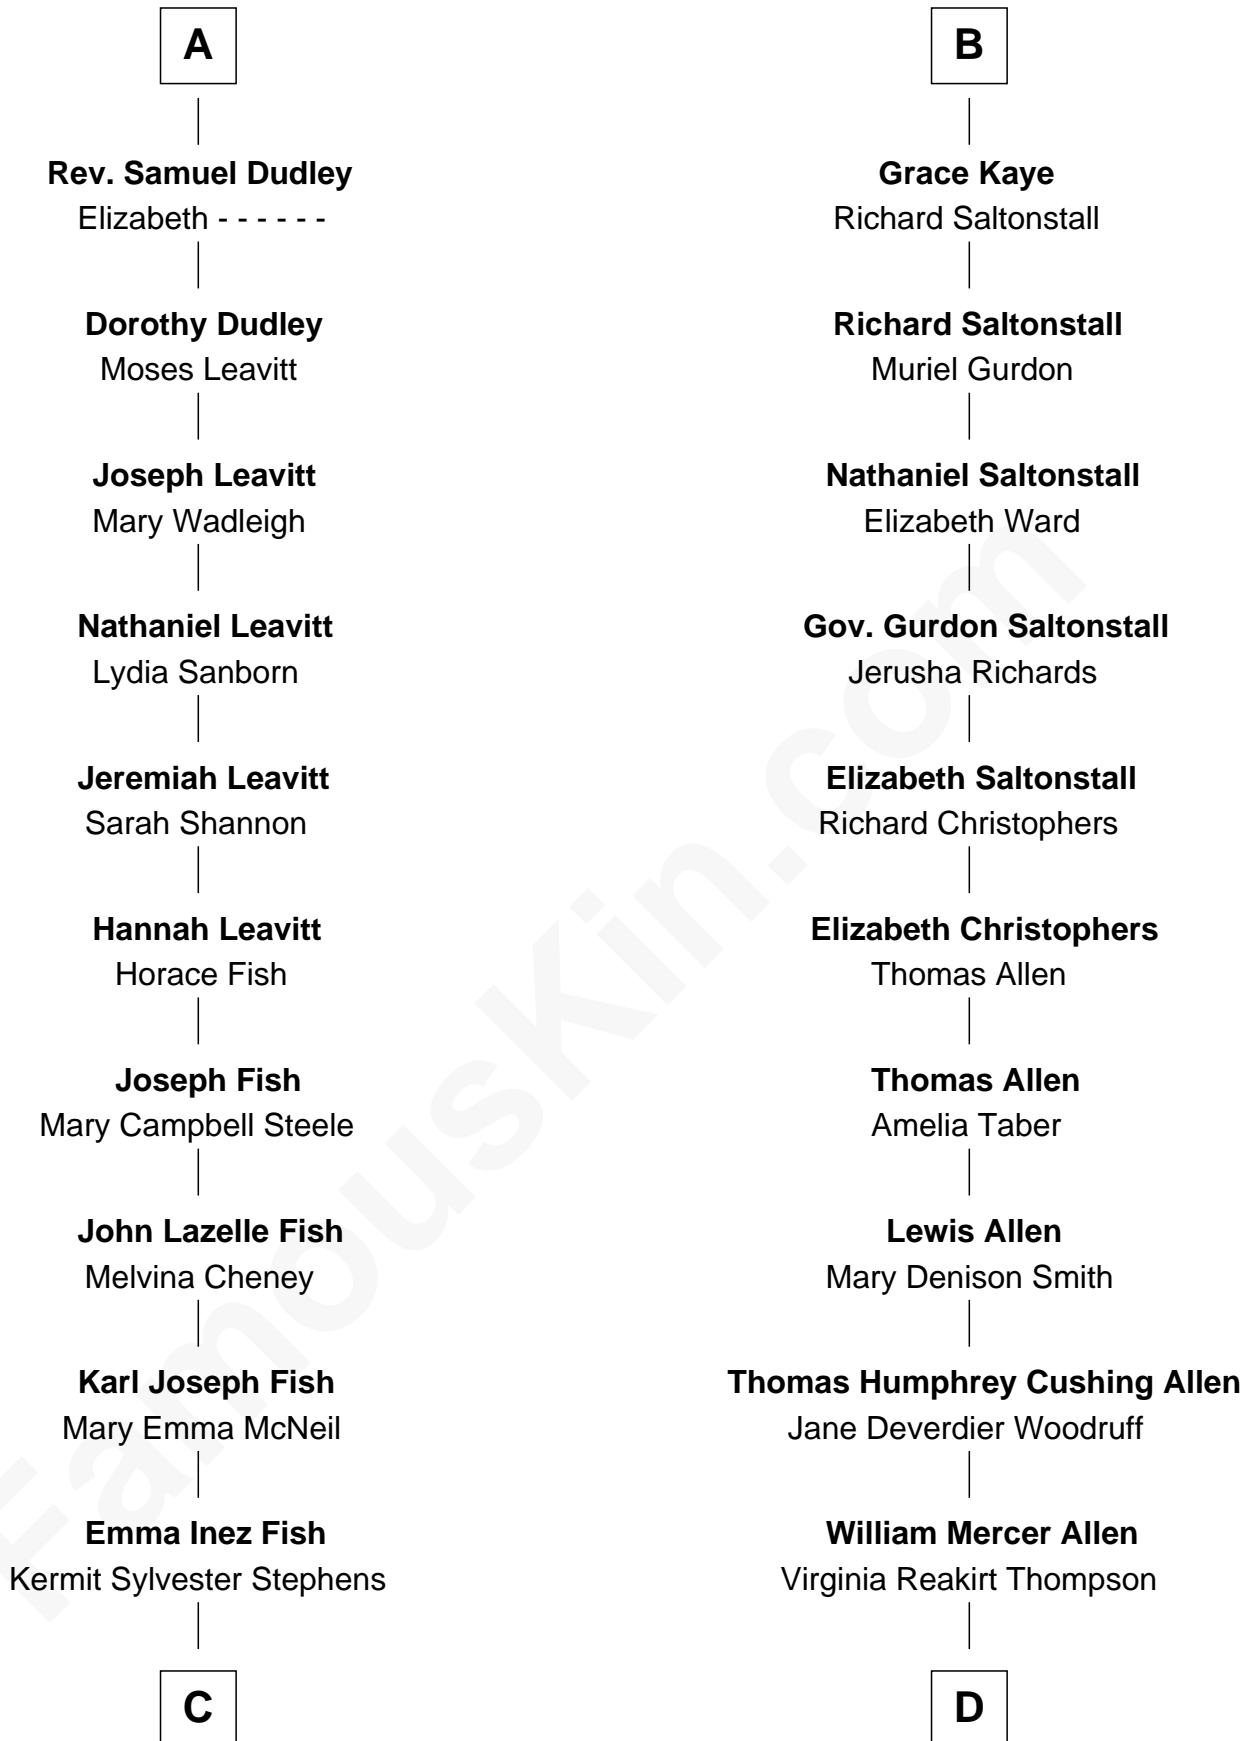 A
Rev. Samuel Dudley
Elizabeth - - - - - -
Dorothy Dudley
Moses Leavitt
Joseph Leavitt
Mary Wadleigh
Nathaniel Leavitt
Lydia Sanborn
Jeremiah Leavitt
Sarah Shannon
Hannah Leavitt
Horace Fish
Joseph Fish
Mary Campbell Steele
John Lazelle Fish
Melvina Cheney
Karl Joseph Fish
Mary Emma McNeil
Emma Inez Fish
Kermit Sylvester Stephens
C
B
Grace Kaye
Richard Saltonstall
Richard Saltonstall
Muriel Gurdon
Nathaniel Saltonstall
Elizabeth Ward
Gov. Gurdon Saltonstall
Jerusha Richards
Elizabeth Saltonstall
Richard Christophers
Elizabeth Christophers
Thomas Allen
Thomas Allen
Amelia Taber
Lewis Allen
Mary Denison Smith
Thomas Humphrey Cushing Allen
Jane Deverdier Woodruff
William Mercer Allen
Virginia Reakirt Thompson
D
FamousKin.com